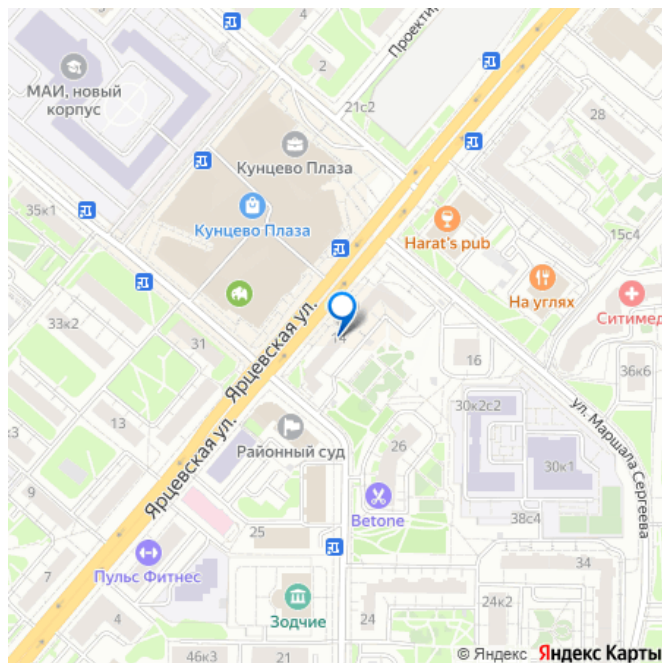 2
Проекти
МАИ, новый
корпус
21с2
28
Кунцево Плаза
35к1
Кунцево Плаза
Harat's pub
15с4
На углях
Ситимед
Ярцевская ул.
33к2
31
14
16
36к6
13
30к2с2
ул. Маршала Сергеева
к3
Районный суд
26
30к1
Ярцевская ул.
9
Betone
38с4
25
7
Пульс Фитнес
34
4
Зодчие
24
24к2
46к3
21
© Яндекс Яндекс Карты